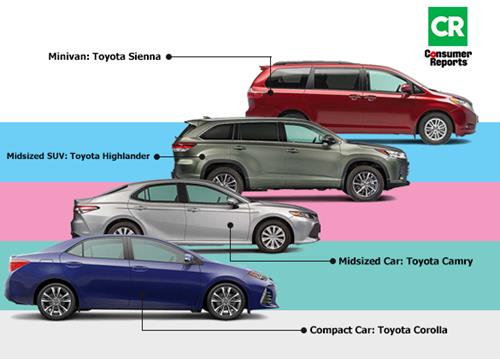 CR
Consumer
Reports
Minivan: Toyota Sienna
Midsized SUV: Toyota Highlander
Midsized Car: Toyota Camry
Compact Car: Toyota Corolla